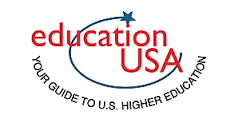 education
USA
YOUR GUIDE TO U.S. HIGHER EDUCATION